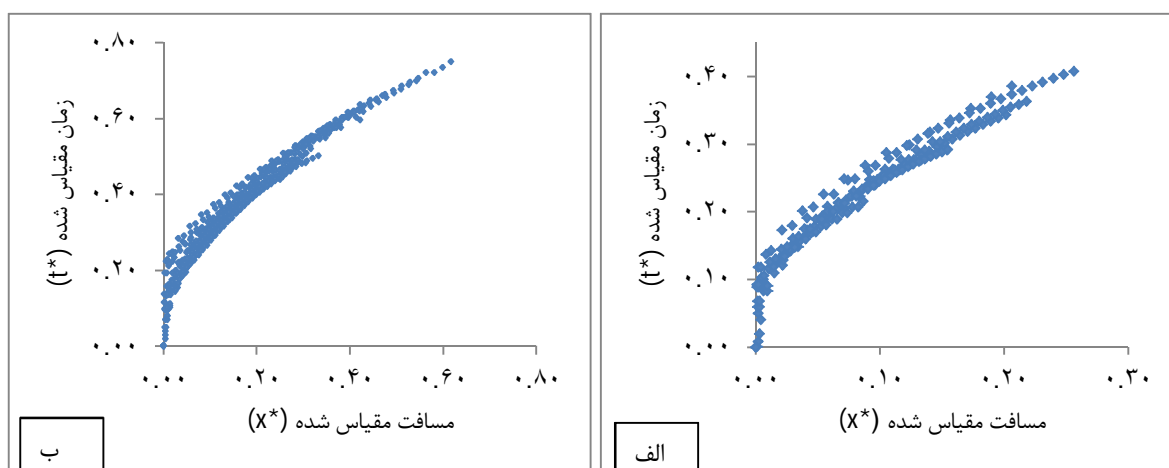 ۰.۸۰
۰.۶۰
۰.۴۰
۰.۲۰
۰.۰۰
زمان مقیاس شده (t*)
۰.۰۰ ۰.۲۰ ۰.۴۰ ۰.۶۰ ۰.۸۰
مسافت مقیاس شده (x*)
ب
۰.۴۰
۰.۳۰
۰.۲۰
۰.۱۰
۰.۰۰
زمان مقیاس شده (t*)
۰.۰۰ ۰.۱۰ ۰.۲۰ ۰.۳۰
مسافت مقیاس شده (x*)
الف